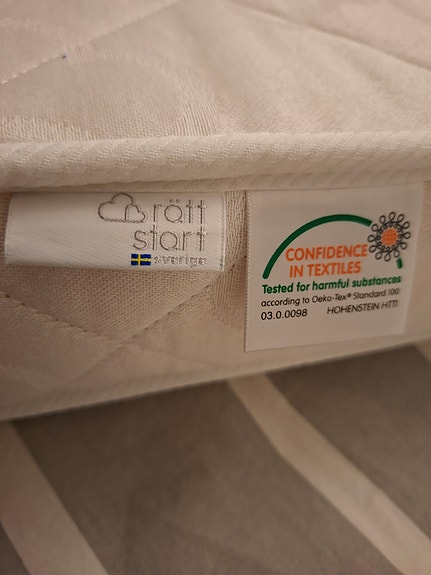 rätt
start
sverige
CONFIDENCE
IN TEXTILES
Tested for harmful substances
according to Oeko-Tex® Standard 100
03.0.0098 HOHENSTEIN HTTI